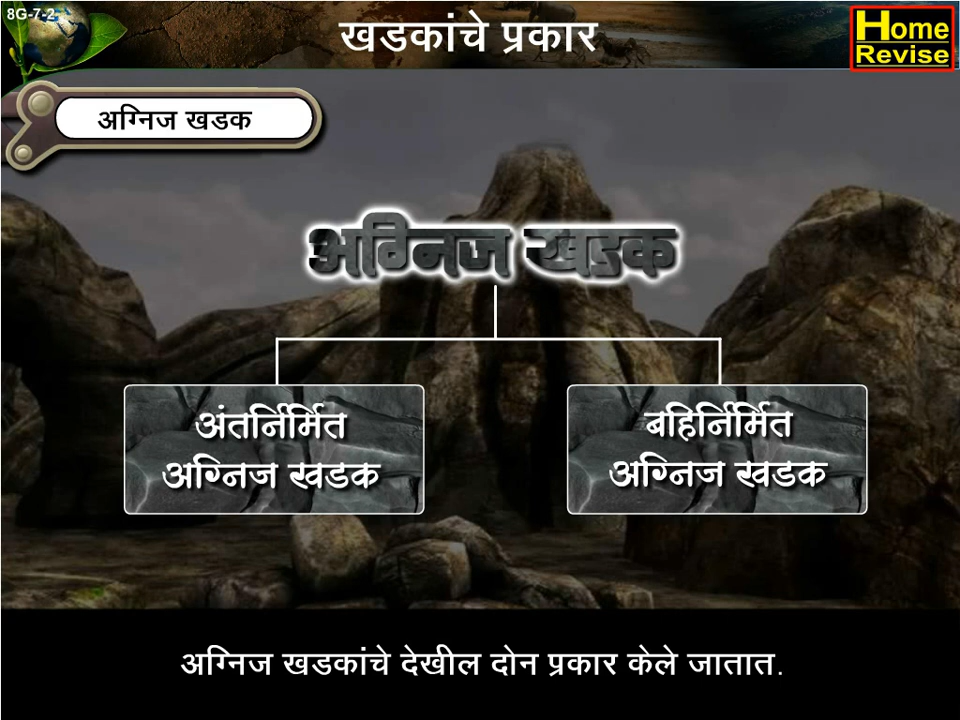 8G-7-2
खडकांचे प्रकार
Home
Revise
अग्निज खडक
अग्निज खडक
अंतर्निर्मित
अग्निज खडक
बहिर्निर्मित
अग्निज खडक
अग्निज खडकांचे देखील दोन प्रकार केले जातात.